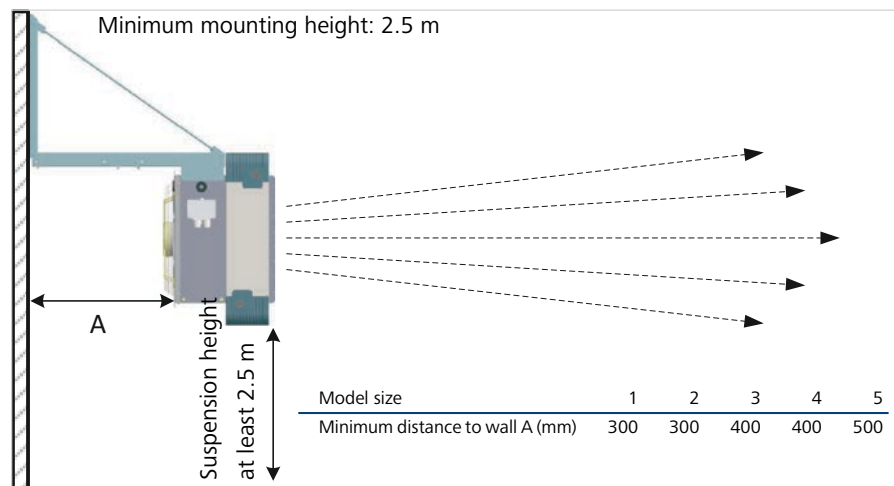 Minimum mounting height: 2.5 m
A
Suspension height
at least 2.5 m
Model size 1 2 3 4 5
Minimum distance to wall A (mm) 300 300 400 400 500